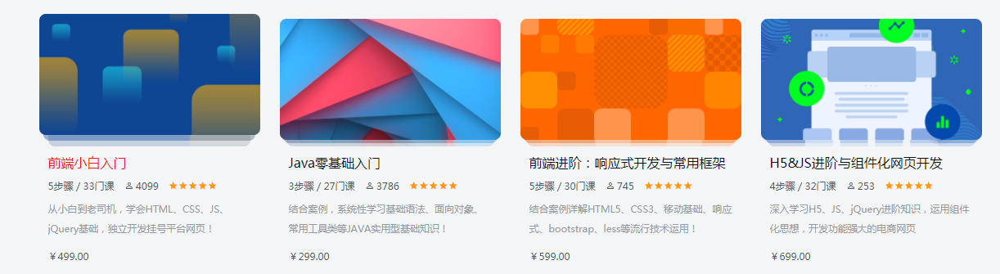 前端小白入门
5步骤 / 33门课 4099
从小白到老司机，学会HTML、CSS、JS、
jQuery基础，独立开发挂号平台网页！
￥499.00
Java零基础入门
3步骤 / 27门课 3786
结合案例，系统性学习基础语法、面向对象、
常用工具类等JAVA实用型基础知识！
￥299.00
前端进阶：响应式开发与常用框架
5步骤 / 30门课 745
结合案例详解HTML5、CSS3、移动基础、响应
式、bootstrap、less等流行技术运用！
￥599.00
H5&JS进阶与组件化网页开发
4步骤 / 32门课 253
深入学习H5、JS、jQuery进阶知识，运用组件
化思想，开发功能强大的电商网页
￥699.00